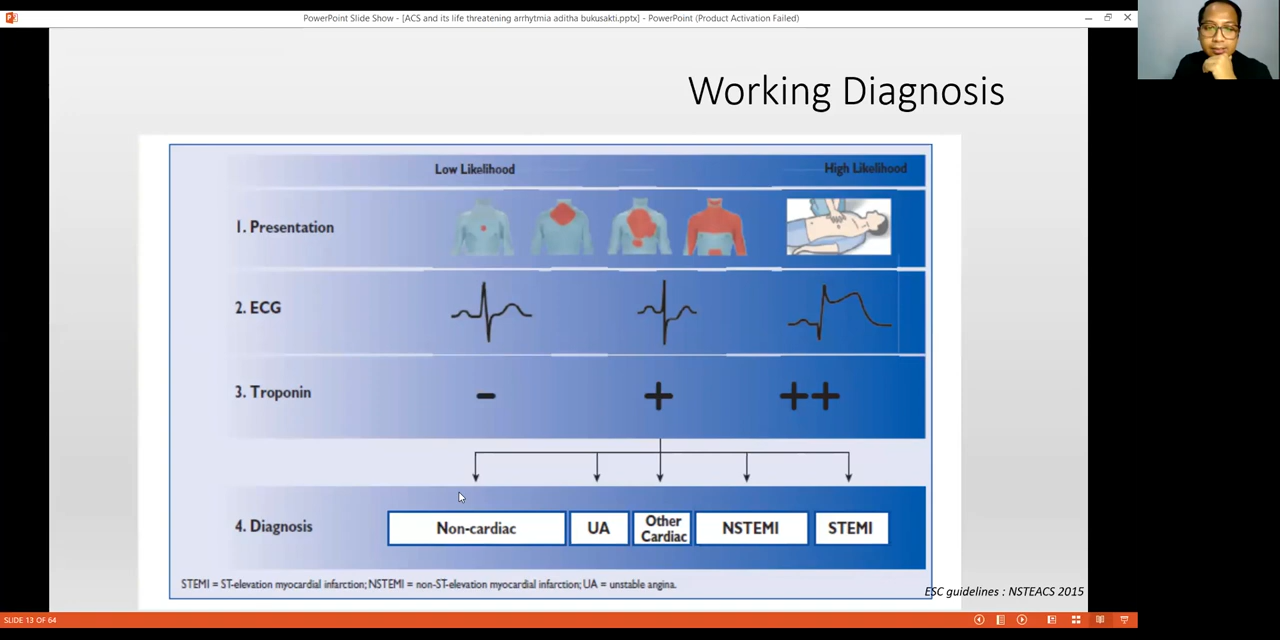 PowerPoint Slide Show - [ACS and its life threatening arrhytmia aditha bukusakti.pptx] - PowerPoint (Product Activation Failed)
Working Diagnosis
Low Likelihood
High Likelihood
1. Presentation
2. ECG
3. Troponin
- + ++
4. Diagnosis
Non-cardiac
UA
Other
Cardiac
NSTEMI
STEMI
STEMI = ST-elevation myocardial infarction; NSTEMI = non-ST-elevation myocardial infarction; UA = unstable angina.
ESC guidelines : NSTEACS 2015
SLIDE 13 OF 64